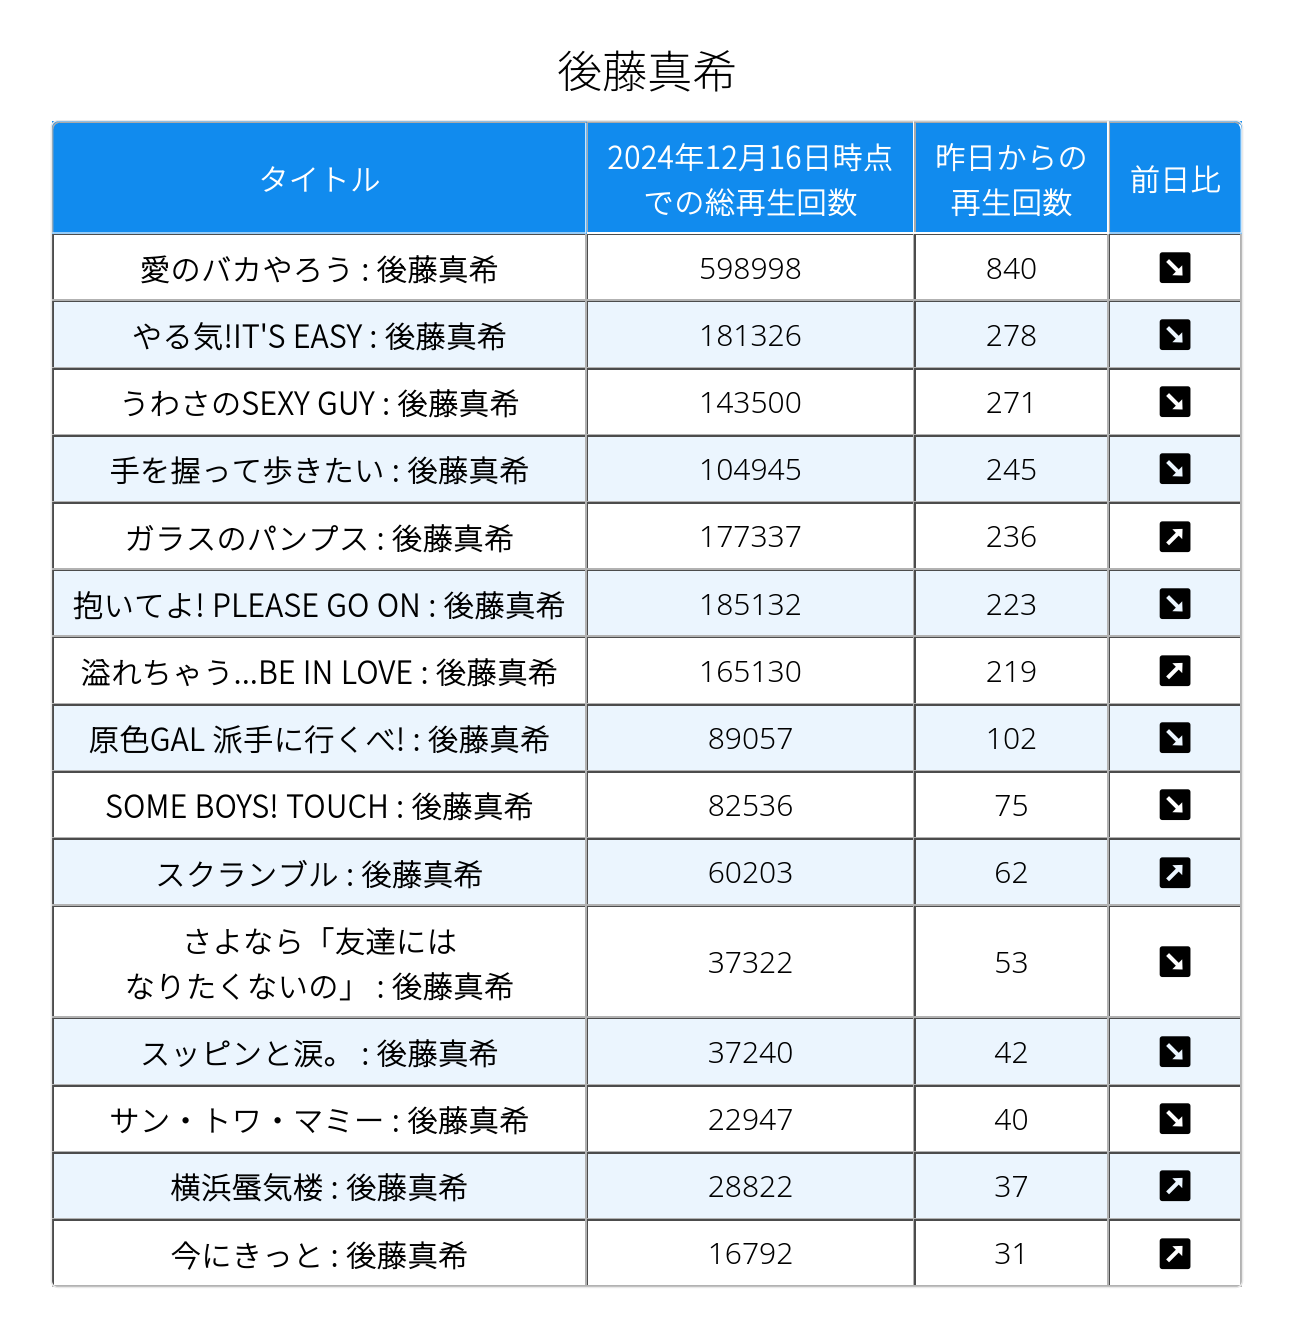 後藤真希
タイトル
2024年12月16日時点
での総再生回数
昨日からの
再生回数
前日比
愛のバカやろう : 後藤真希 598998 840
やる気!IT'S EASY : 後藤真希 181326 278
うわさのSEXY GUY : 後藤真希 143500 271
手を握って歩きたい : 後藤真希 104945 245
ガラスのパンプス : 後藤真希 177337 236
抱いてよ! PLEASE GO ON : 後藤真希 185132 223
溢れちゃう...BE IN LOVE : 後藤真希 165130 219
原色GAL 派手に行くべ! : 後藤真希 89057 102
SOME BOYS! TOUCH : 後藤真希 82536 75
スクランブル : 後藤真希 60203 62
さよなら「友達には
なりたくないの」 : 後藤真希 37322 53
スッピンと涙。 : 後藤真希 37240 42
サン・トワ・マミー : 後藤真希 22947 40
横浜蜃気楼 : 後藤真希 28822 37
今にきっと : 後藤真希 16792 31